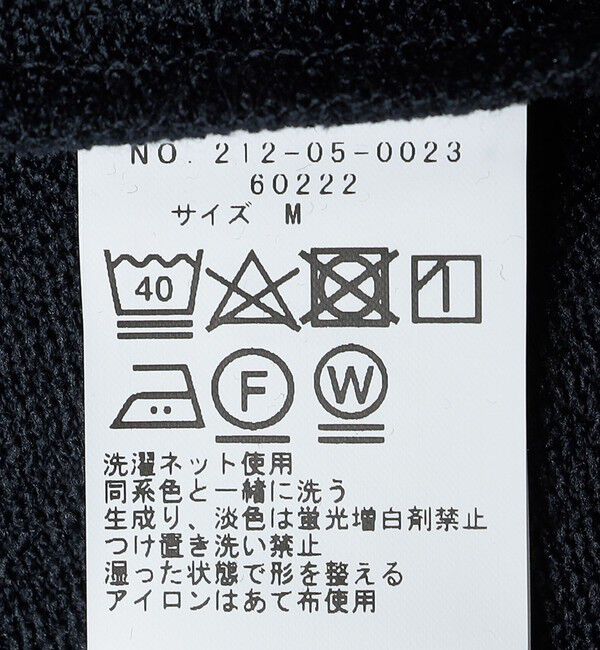 NO. 212-05-0023
60222
サイズ M
40
F W
洗濯ネット使用
同系色と一緒に洗う
生成り、淡色は蛍光増白剤禁止
つけ置き洗い禁止
湿った状態で形を整える
アイロンはあて布使用